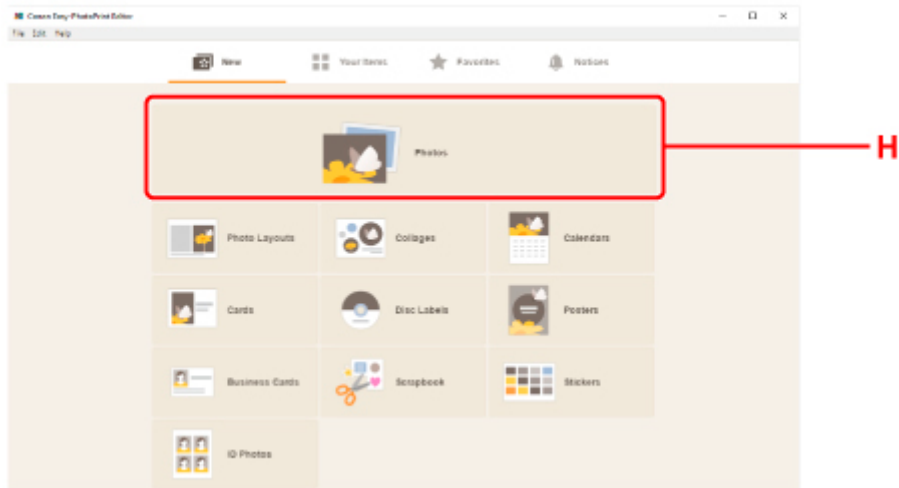 Canon Easy-PhotoPrint Editor
File Edit Help
New Your Items Favorites Notices
Photos
H
Photo Layouts Collages Calendars
Cards Disc Labels Posters
Business Cards Scrapbook Stickers
ID Photos